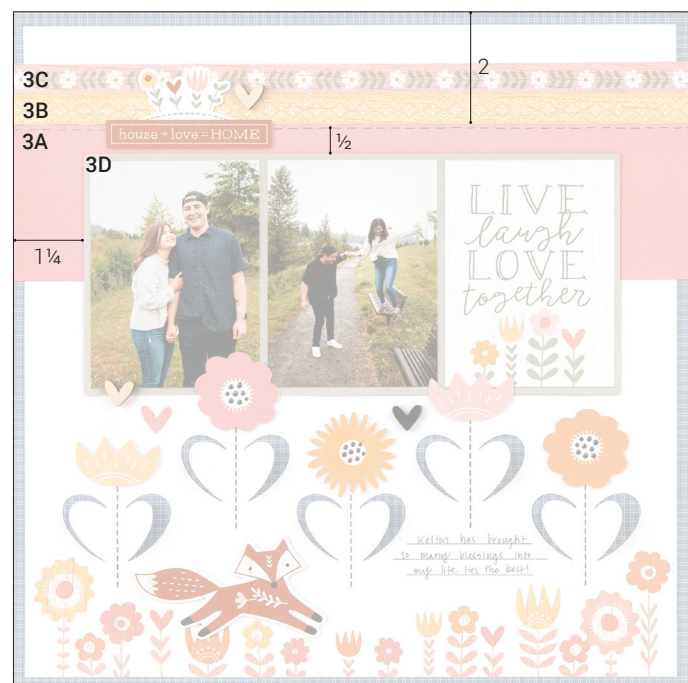 2
3C
3B
house + love = HOME
3A
½
3D
1¼
LIVE
laugh
LOVE
together
Kelton has brought
so many blessings into
my life. He's the best!